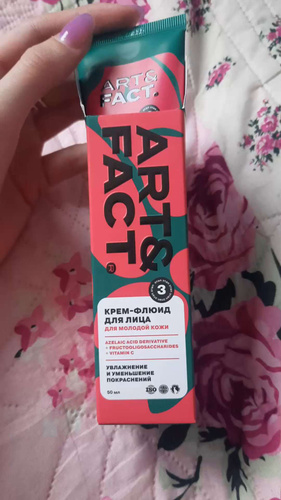 ART&
FACT.
ART&
FACT.
3
КРЕМ-ФЛЮИД
ДЛЯ ЛИЦА
ДЛЯ МОЛОДОЙ КОЖИ
AZELAIC ACID DERIVATIVE
+ FRUCTOOLIGOSACCHARIDES
+ VITAMIN C
УВЛАЖНЕНИЕ
И УМЕНЬШЕНИЕ
ПОКРАСНЕНИЙ
50 мл
ISO